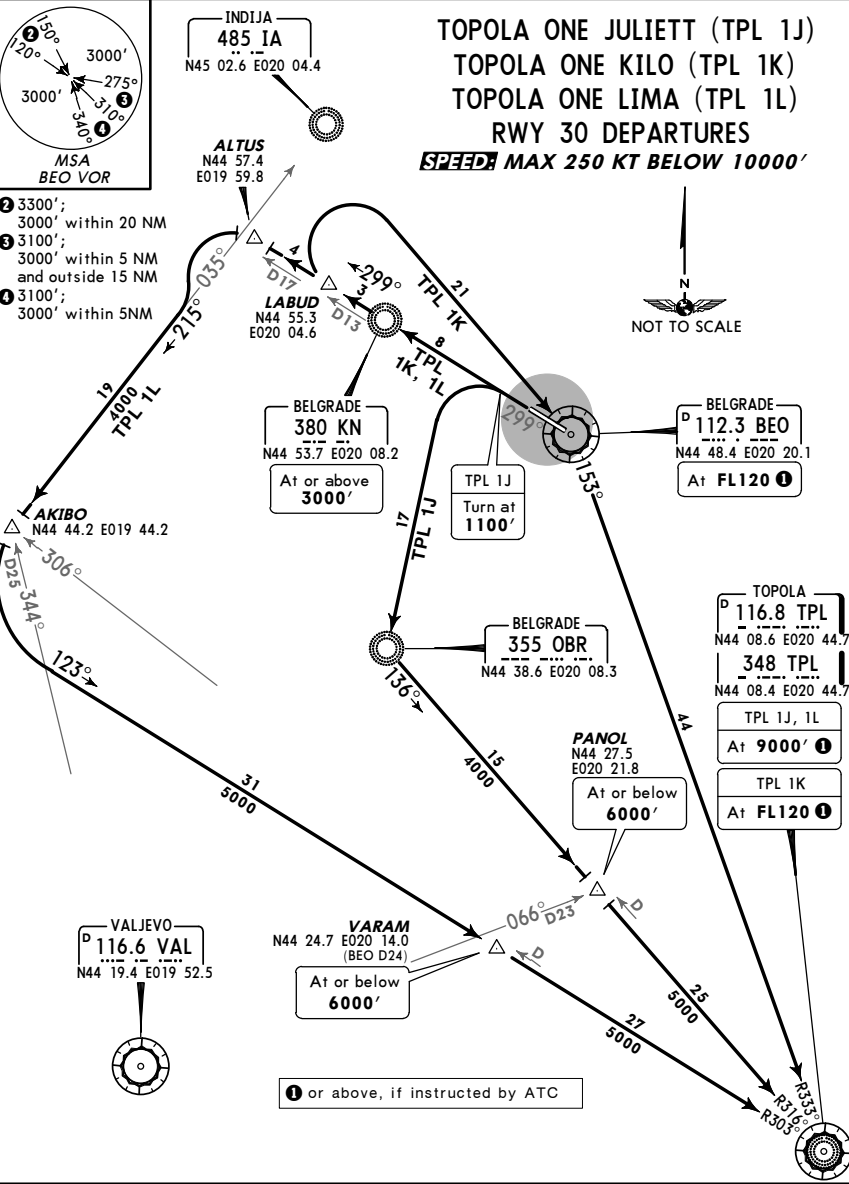 TOPOLA ONE JULIETT (TPL 1J)
TOPOLA ONE KILO (TPL 1K)
TOPOLA ONE LIMA (TPL 1L)
RWY 30 DEPARTURES
SPEED: MAX 250 KT BELOW 10000'
❷
150°
120°
3000'
3000'
275°
❸
310°
340°
❹
MSA
BEO VOR
❷ 3300';
3000' within 20 NM
❸ 3100';
3000' within 5 NM
and outside 15 NM
❹ 3100';
3000' within 5NM
INDIJA
485 IA
N45 02.6 E020 04.4
ALTUS
N44 57.4
E019 59.8
035°
215°
19
4000
TPL 1L
4
D17
LABUD
N44 55.3
E020 04.6
299°
3
D13
21
TPL 1K
8
TPL
1K, 1L
N
NOT TO SCALE
BELGRADE
380 KN
N44 53.7 E020 08.2
At or above
3000'
299°
TPL 1J
Turn at
1100'
BELGRADE
D 112.3 BEO
N44 48.4 E020 20.1
At FL120 ❶
153°
17
TPL 1J
AKIBO
N44 44.2 E019 44.2
306°
D25
344°
123°
BELGRADE
355 OBR
N44 38.6 E020 08.3
136°
15
4000
44
TOPOLA
D 116.8 TPL
N44 08.6 E020 44.7
348 TPL
N44 08.4 E020 44.7
TPL 1J, 1L
At 9000' ❶
TPL 1K
At FL120 ❶
PANOL
N44 27.5
E020 21.8
At or below
6000'
31
5000
066°
D23
D
VARAM
N44 24.7 E020 14.0
(BEO D24)
At or below
6000'
D
VALJEVO
D 116.6 VAL
N44 19.4 E019 52.5
25
5000
27
5000
R333°
R316°
R303°
❶ or above, if instructed by ATC